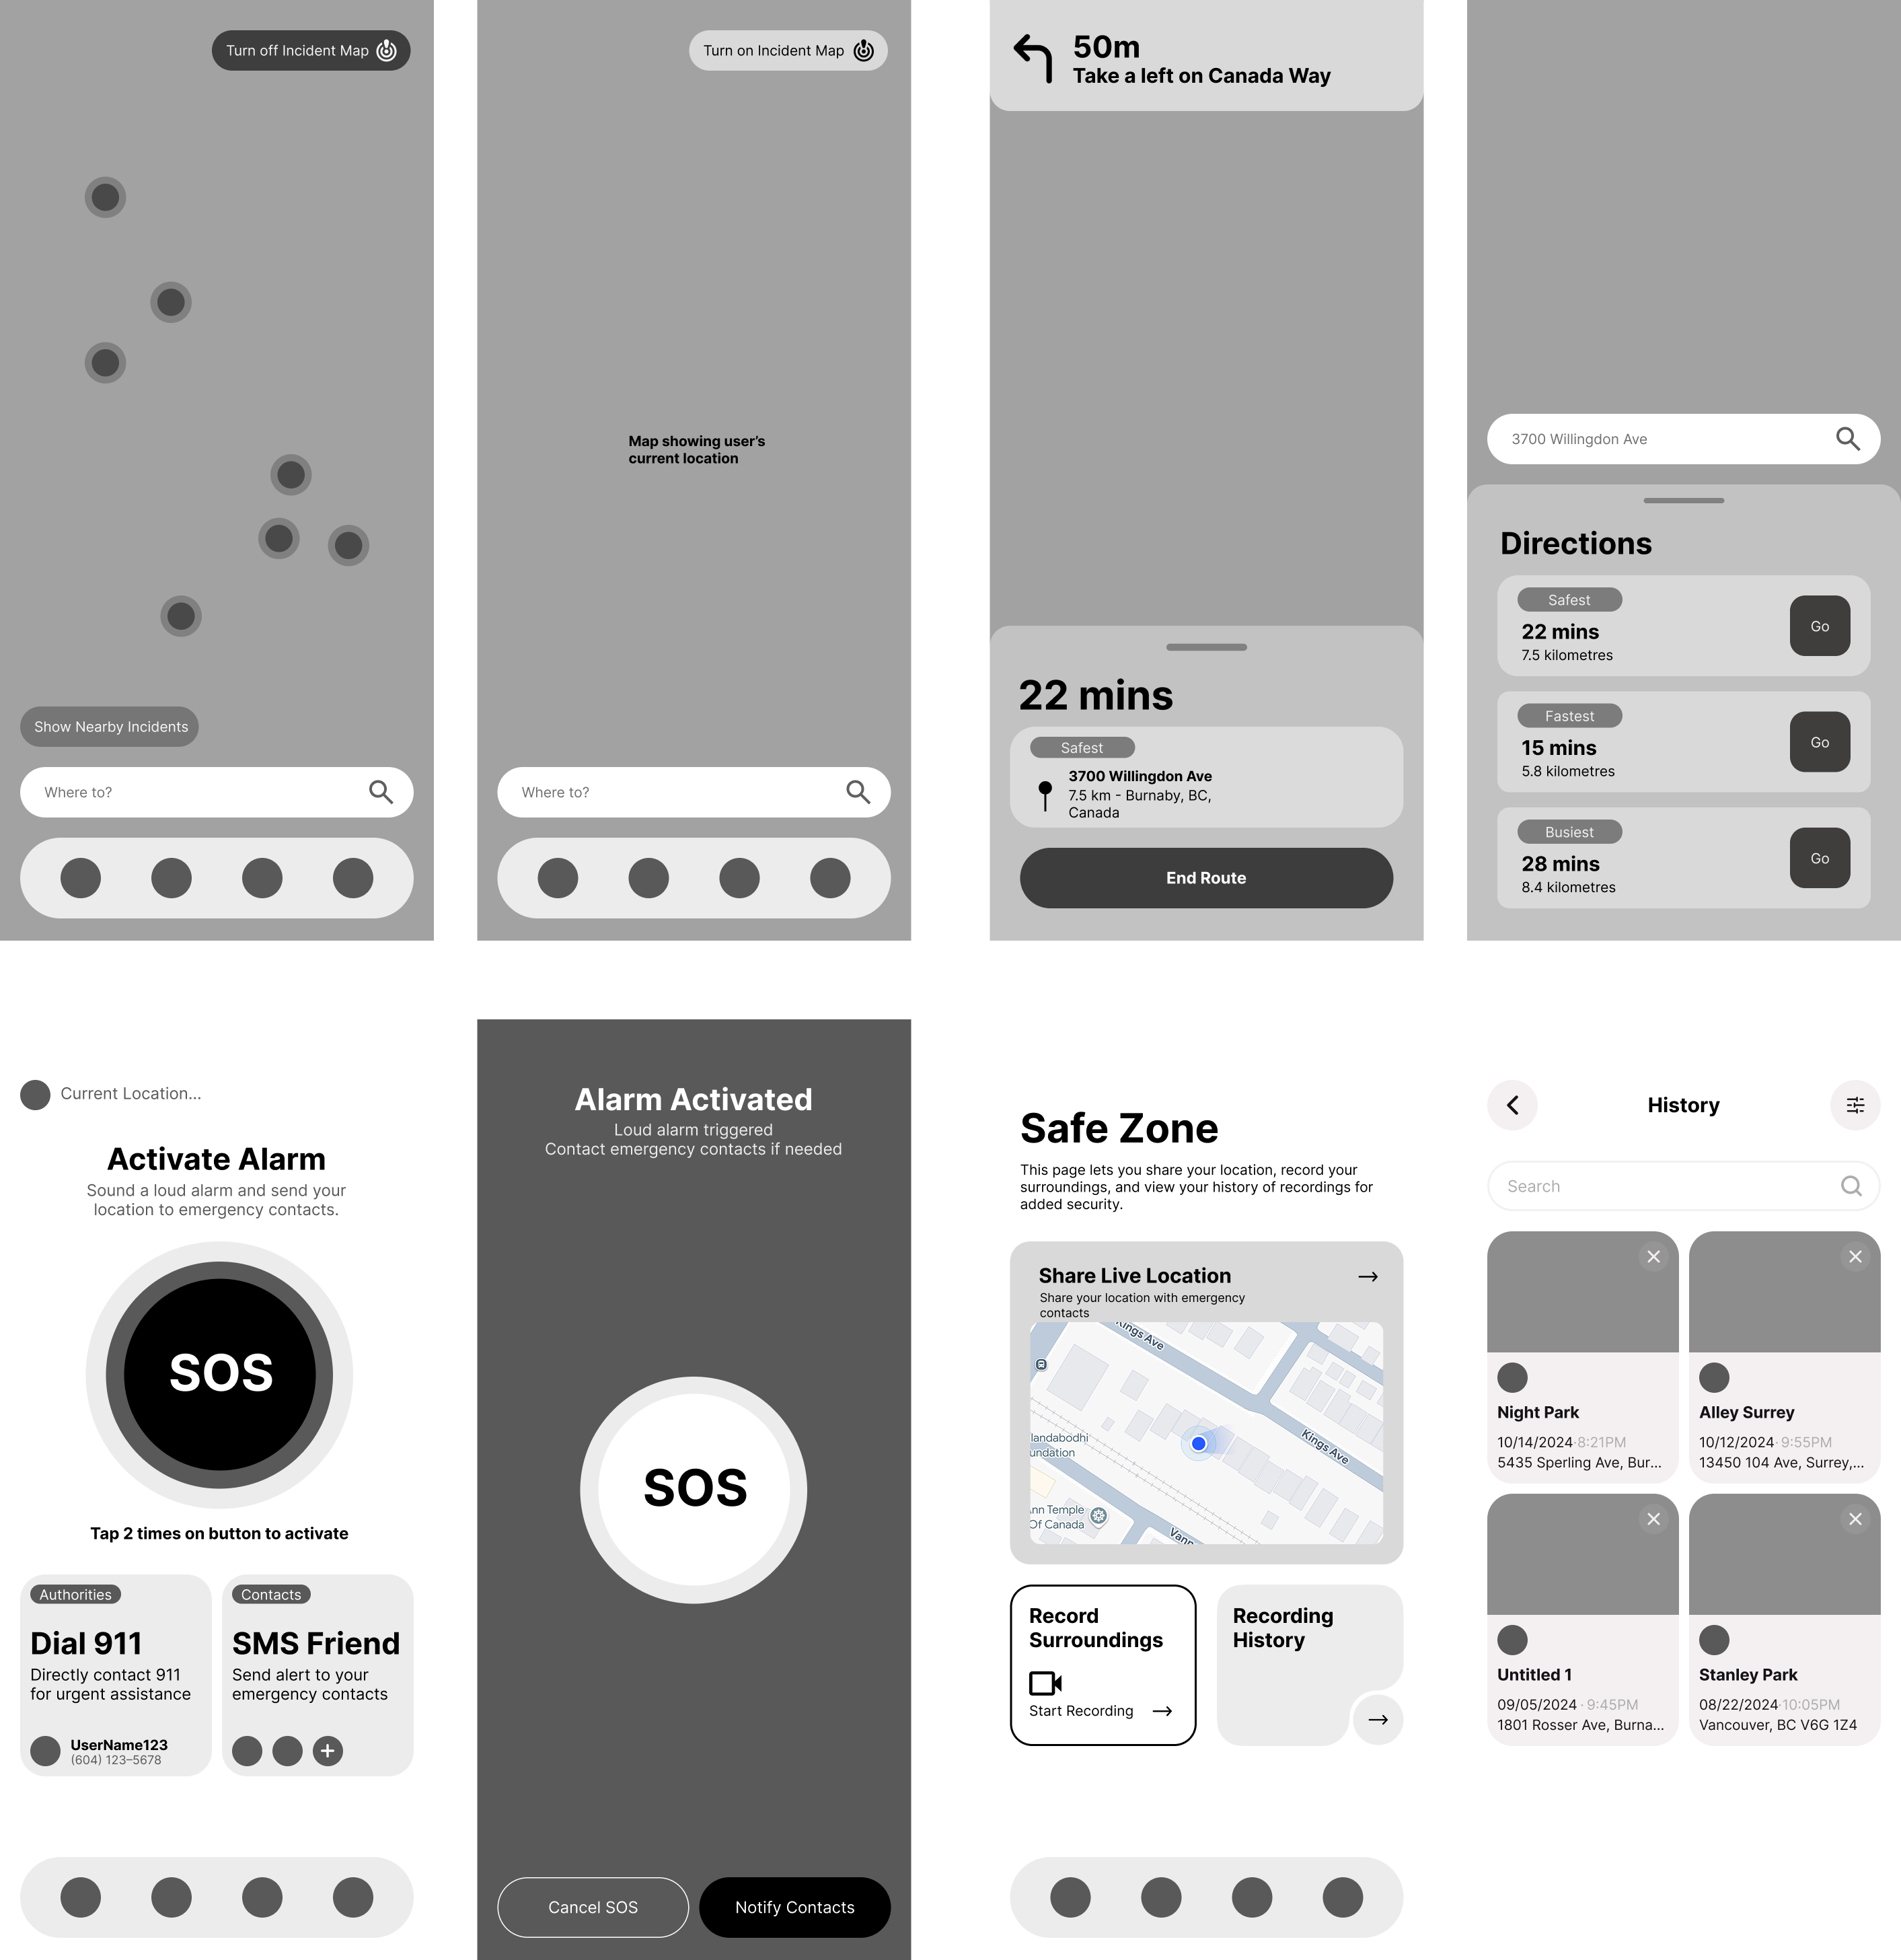 Turn off Incident Map
Show Nearby Incidents
Where to?
Turn on Incident Map
Map showing user's
current location
Where to?
50m
Take a left on Canada Way
22 mins
Safest
3700 Willingdon Ave
7.5 km - Burnaby, BC,
Canada
End Route
3700 Willingdon Ave
Directions
Safest
22 mins
7.5 kilometres
Go
Fastest
15 mins
5.8 kilometres
Go
Busiest
28 mins
8.4 kilometres
Go
Current Location...
Activate Alarm
Sound a loud alarm and send your
location to emergency contacts.
SOS
Tap 2 times on button to activate
Authorities
Dial 911
Directly contact 911
for urgent assistance
UserName123
(604) 123–5678
Contacts
SMS Friend
Send alert to your
emergency contacts
Alarm Activated
Loud alarm triggered
Contact emergency contacts if needed
SOS
Cancel SOS
Notify Contacts
Safe Zone
This page lets you share your location, record your
surroundings, and view your history of recordings for
added security.
Share Live Location
Share your location with emergency
contacts
Kings Ave
landabodhi
undation
Kings Ave
nn Temple
Of Canada
Vann
Record
Surroundings
Start Recording
Recording
History
History
Search
Night Park
10/14/2024·8:21PM
5435 Sperling Ave, Bur...
Alley Surrey
10/12/2024·9:55PM
13450 104 Ave, Surrey,...
Untitled 1
09/05/2024 · 9:45PM
1801 Rosser Ave, Burna...
Stanley Park
08/22/2024·10:05PM
Vancouver, BC V6G 1Z4